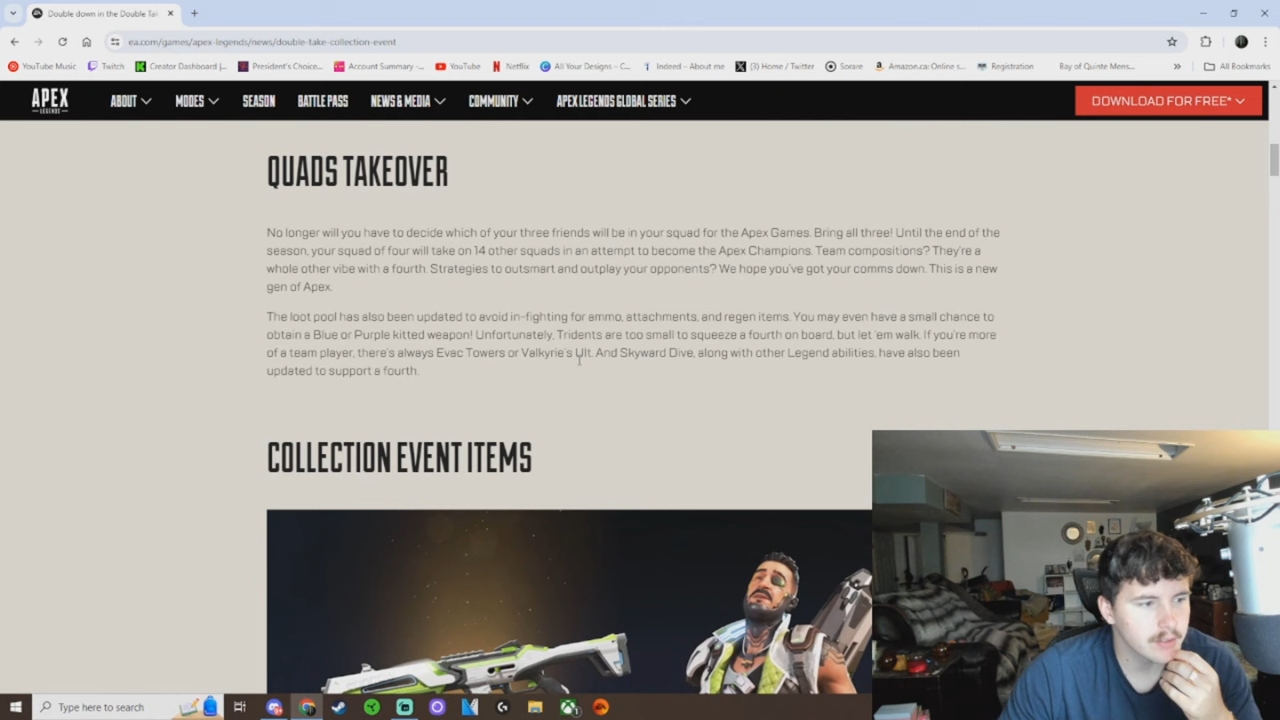 Double down in the Double Ta
ea.com/games/apex-legends/news/double-take-collection-event
YouTube Music
Twitch
Creator Dashboard |...
President's Choice...
Account Summary -...
YouTube
Netflix
All Your Designs – C...
Indeed – About me
(3) Home / Twitter
Sorare
Amazon.ca: Online s...
Registration
Bay of Quinte Mens...
»
All Bookmarks
APEX
LEGENDS
ABOUT
MODES
SEASON
BATTLE PASS
NEWS & MEDIA
COMMUNITY
APEX LEGENDS GLOBAL SERIES
DOWNLOAD FOR FREE*
QUADS TAKEOVER
No longer will you have to decide which of your three friends will be in your squad for the Apex Games. Bring all three! Until the end of the
season, your squad of four will take on 14 other squads in an attempt to become the Apex Champions. Team compositions? They're a
whole other vibe with a fourth. Strategies to outsmart and outplay your opponents? We hope you've got your comms down. This is a new
gen of Apex.
The loot pool has also been updated to avoid in-fighting for ammo, attachments, and regen items. You may even have a small chance to
obtain a Blue or Purple kitted weapon! Unfortunately, Tridents are too small to squeeze a fourth on board, but let 'em walk. If you're more
of a team player, there's always Evac Towers or Valkyrie's Ult. And Skyward Dive, along with other Legend abilities, have also been
updated to support a fourth.
COLLECTION EVENT ITEMS
Type here to search